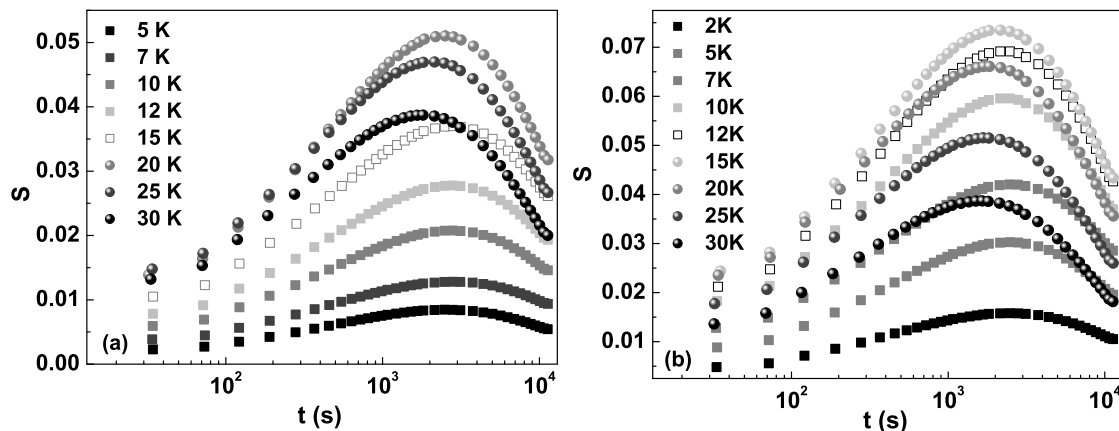 S
0.05
0.04
0.03
0.02
0.01
0.00
5 K
7 K
10 K
12 K
15 K
20 K
25 K
30 K
(a)
10²
10³
10⁴
t (s)
S
0.07
0.06
0.05
0.04
0.03
0.02
0.01
2K
5K
7K
10K
12K
15K
20K
25K
30K
(b)
10²
10³
10⁴
t (s)